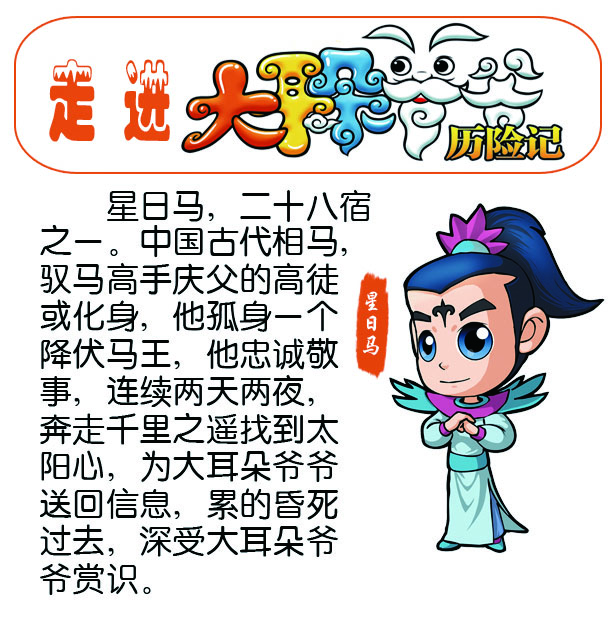 走进大耳朵爷爷历险记
星日马，二十八宿
之一。中国古代相马，
驭马高手庆父的高徒
或化身，他孤身一个
降伏马王，他忠诚敬
事，连续两天两夜，
奔走千里之遥找到太
阳心，为大耳朵爷爷
送回信息，累的昏死
过去，深受大耳朵爷
爷赏识。
星日马